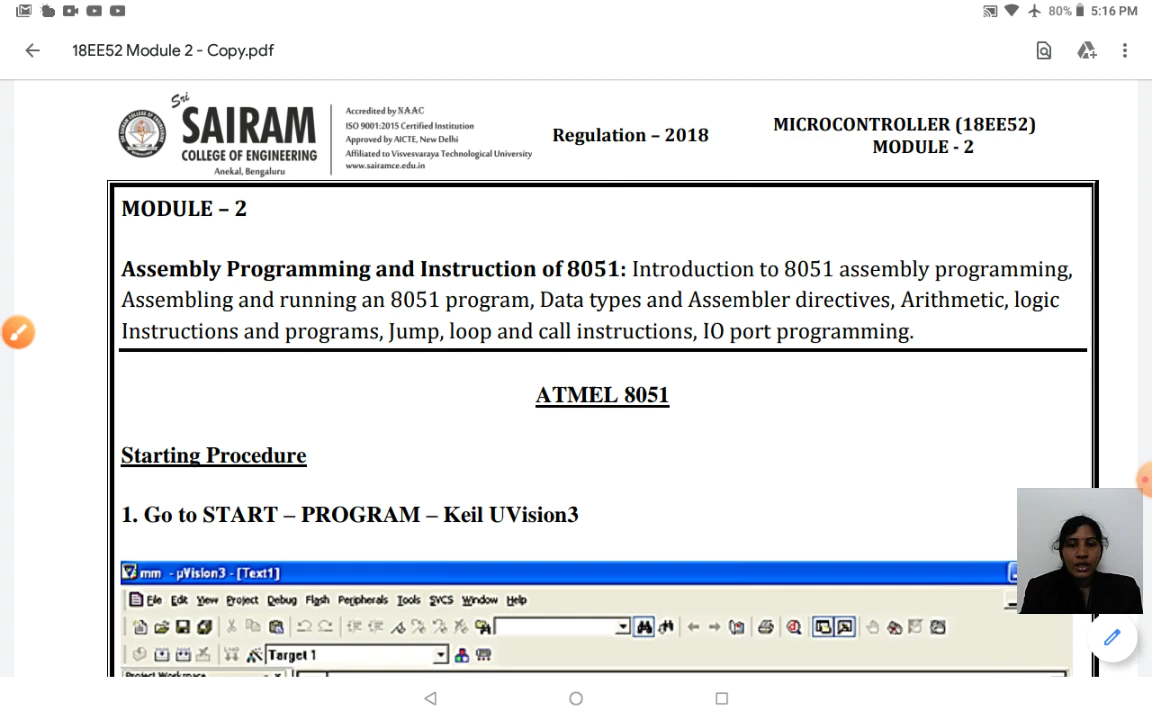 80% 5:16 PM
18EE52 Module 2 - Copy.pdf
Sri
SAIRAM
COLLEGE OF ENGINEERING
Anekal, Bengaluru
Accredited by NAAC
ISO 9001:2015 Certified Institution
Approved by AICTE, New Delhi
Affiliated to Visvesvaraya Technological University
www.sairamce.edu.in
Regulation – 2018
MICROCONTROLLER (18EE52)
MODULE - 2
MODULE – 2
Assembly Programming and Instruction of 8051: Introduction to 8051 assembly programming,
Assembling and running an 8051 program, Data types and Assembler directives, Arithmetic, logic
Instructions and programs, Jump, loop and call instructions, IO port programming.
ATMEL 8051
Starting Procedure
1. Go to START – PROGRAM – Keil UVision3
mm - µVision3 - [Text1]
File Edit View Project Debug Flash Peripherals Tools SVCS Window Help
Target 1
Project Workspace